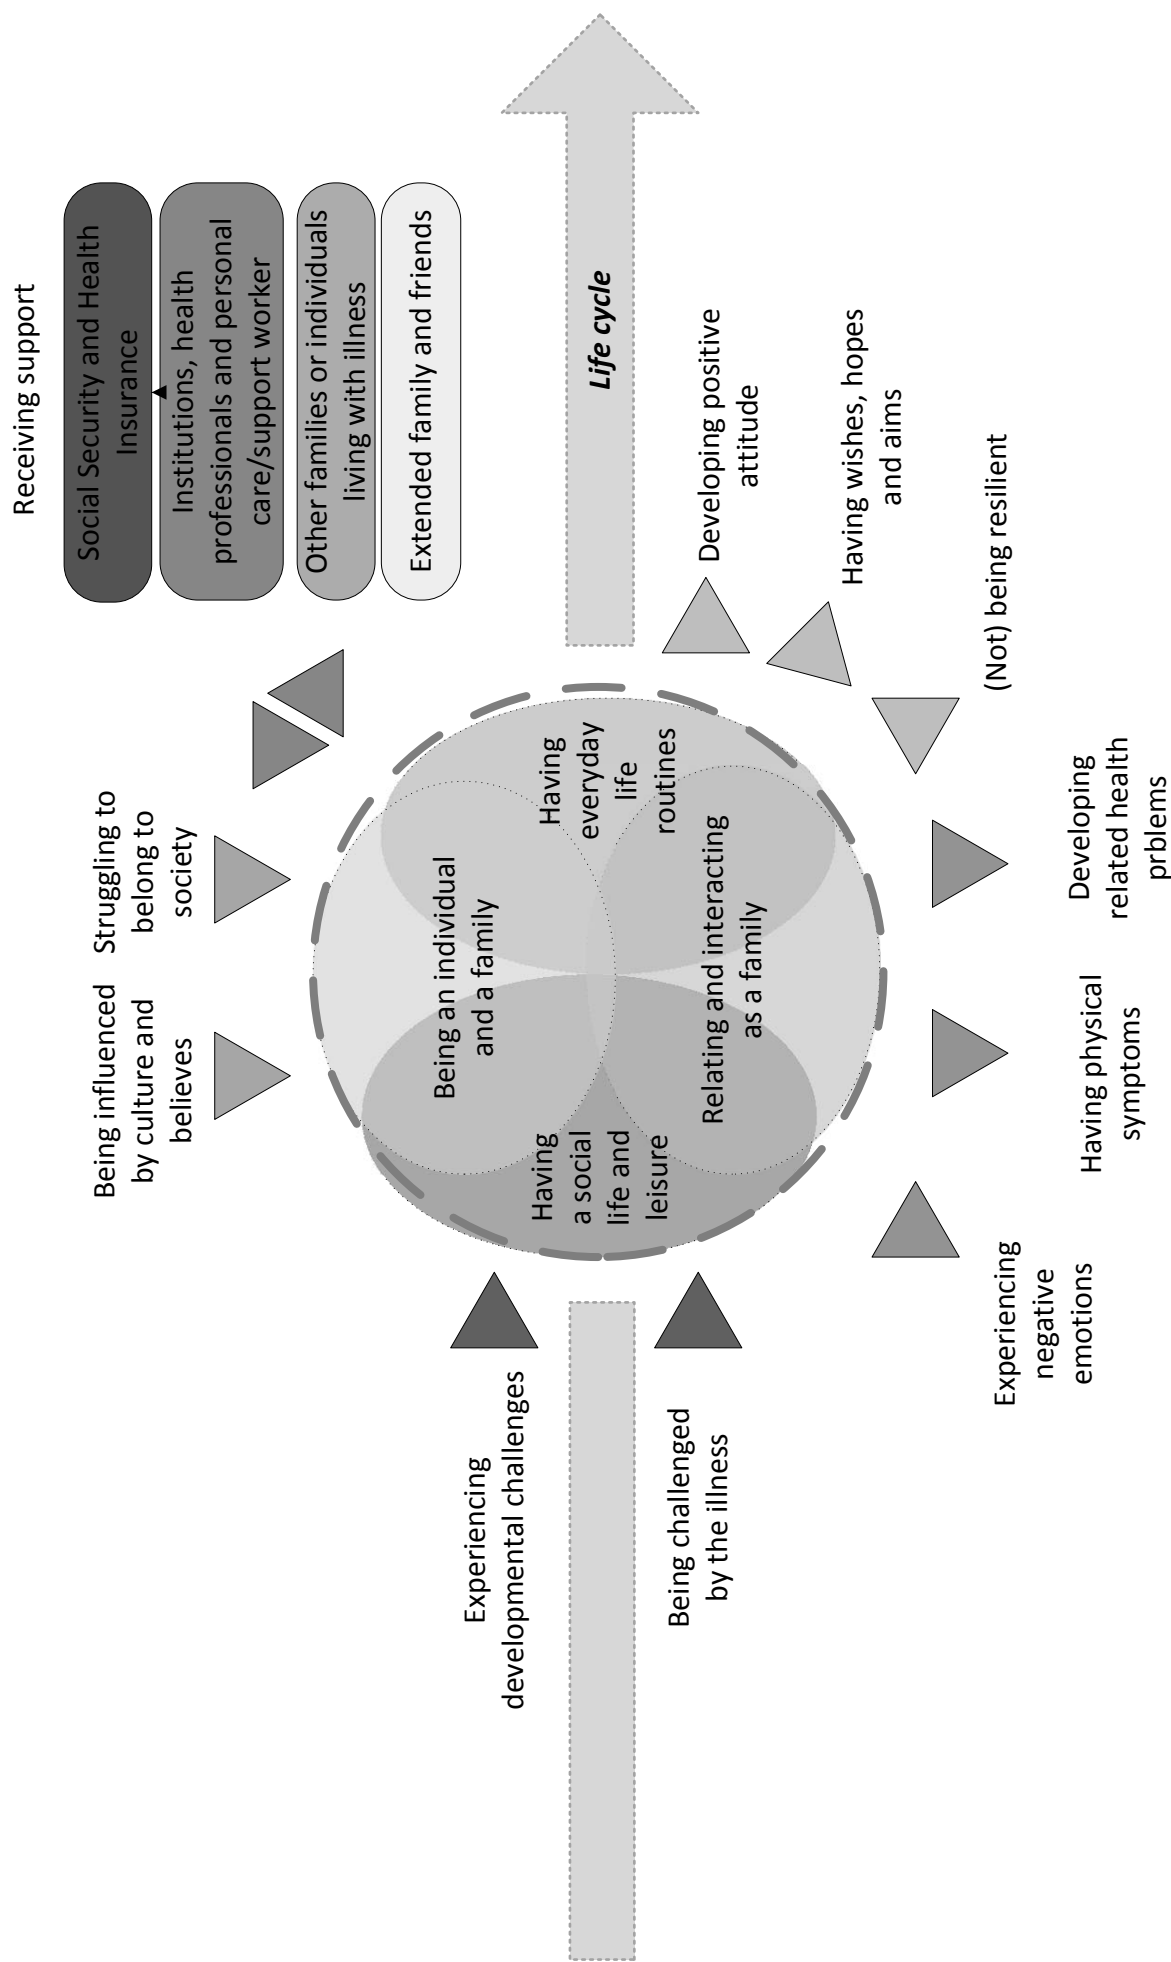 Receiving support
Social Security and Health
Insurance
Institutions, health
professionals and personal
care/support worker
Other families or individuals
living with illness
Extended family and friends
Being influenced
by culture and
believes
Struggling to
belong to
society
Experiencing
developmental challenges
Being challenged
by the illness
Being an individual
and a family
Having
a social
life and
leisure
Having
everyday
life
routines
Relating and interacting
as a family
Life cycle
Developing positive
attitude
Having wishes, hopes
and aims
(Not) being resilient
Experiencing
negative
emotions
Having physical
symptoms
Developing
related health
prblems